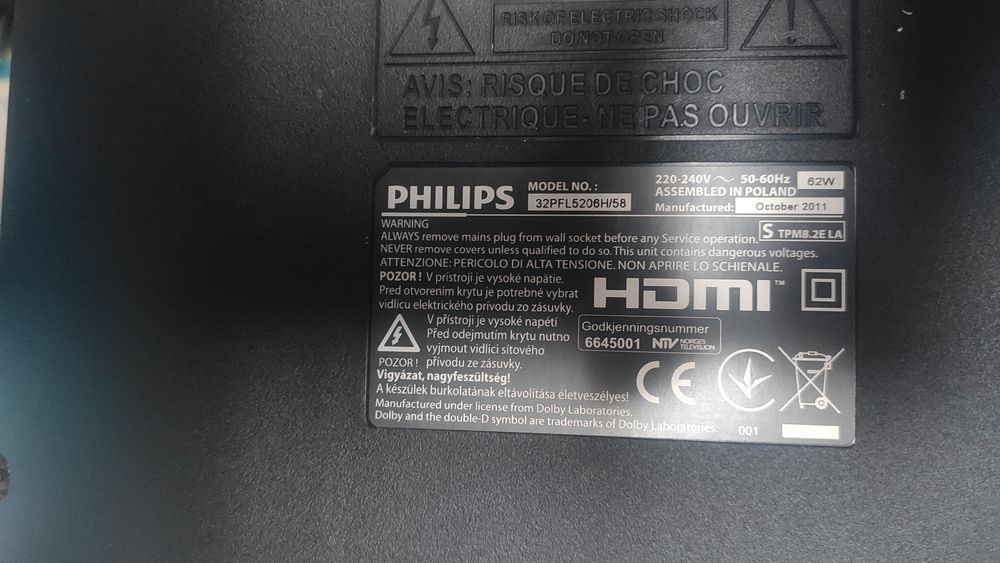 RISK OF ELECTRIC SHOCK
DO NOT OPEN
AVIS: RISQUE DE CHOC
ELECTRIQUE- NE PAS OUVRIR
PHILIPS
MODEL NO. :
32PFL5206H/58
220-240V ～ 50-60Hz 62W
ASSEMBLED IN POLAND
Manufactured: October 2011
S TPM8.2E LA
WARNING
ALWAYS remove mains plug from wall socket before any Service operation.
NEVER remove covers unless qualified to do so. This unit contains dangerous voltages.
ATTENZIONE: PERICOLO DI ALTA TENSIONE. NON APRIRE LO SCHIENALE.
POZOR ! V pristroji je vysoké napätie.
Pred otvorením krytu je potrebné vybrat
vidlicu elektrického prívodu zo zásuvky.
HDMI™
V přístroji je vysoké napětí
Před odejmutím krytu nutno
vyjmout vidlici síťového
POZOR ! přívodu ze zásuvky.
Godkjenningsnummer
6645001 NTV NORGES TELEVISJON
Vigyázat, nagyfeszültség!
A készülek burkolatának eltávolítása életveszélyes!
CE
Manufactured under license from Dolby Laboratories.
Dolby and the double-D symbol are trademarks of Dolby Laboratories.
001